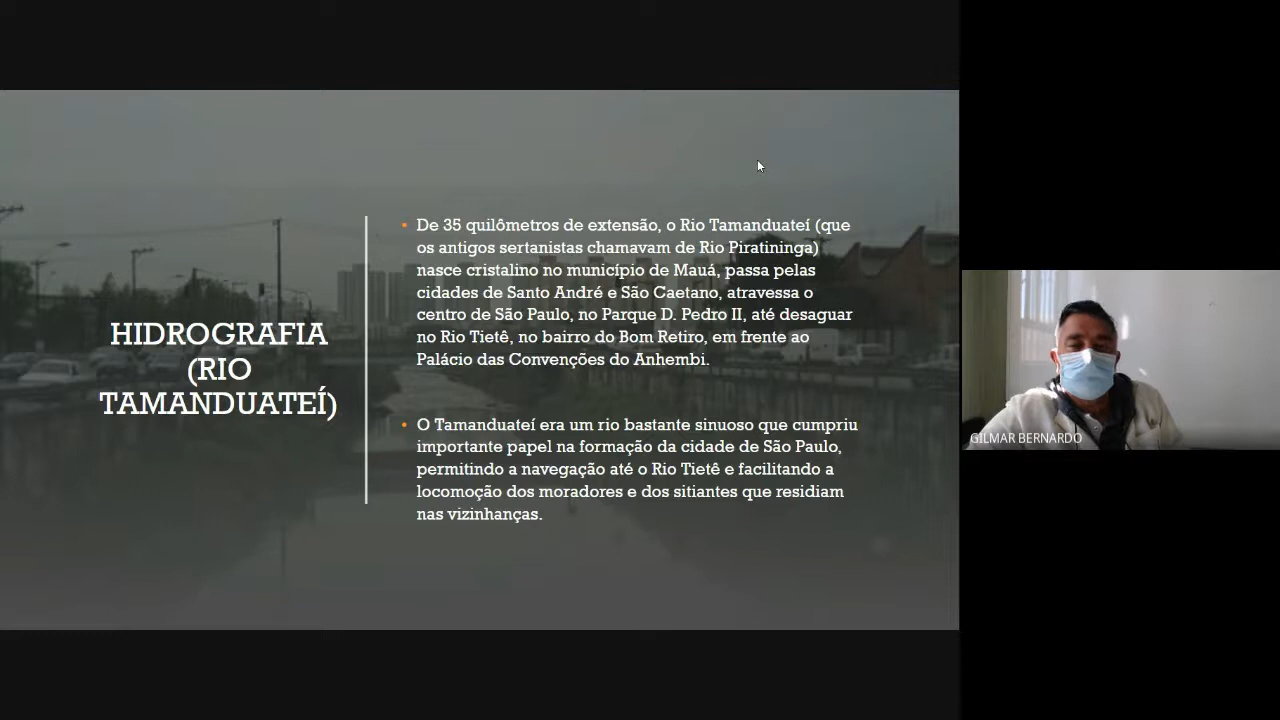 HIDROGRAFIA
(RIO
TAMANDUATEÍ)
• De 35 quilômetros de extensão, o Rio Tamanduateí (que
os antigos sertanistas chamavam de Rio Piratininga)
nasce cristalino no município de Mauá, passa pelas
cidades de Santo André e São Caetano, atravessa o
centro de São Paulo, no Parque D. Pedro II, até desaguar
no Rio Tietê, no bairro do Bom Retiro, em frente ao
Palácio das Convenções do Anhembi.
• O Tamanduateí era um rio bastante sinuoso que cumpriu
importante papel na formação da cidade de São Paulo,
permitindo a navegação até o Rio Tietê e facilitando a
locomoção dos moradores e dos sitiantes que residiam
nas vizinhanças.
GILMAR BERNARDO